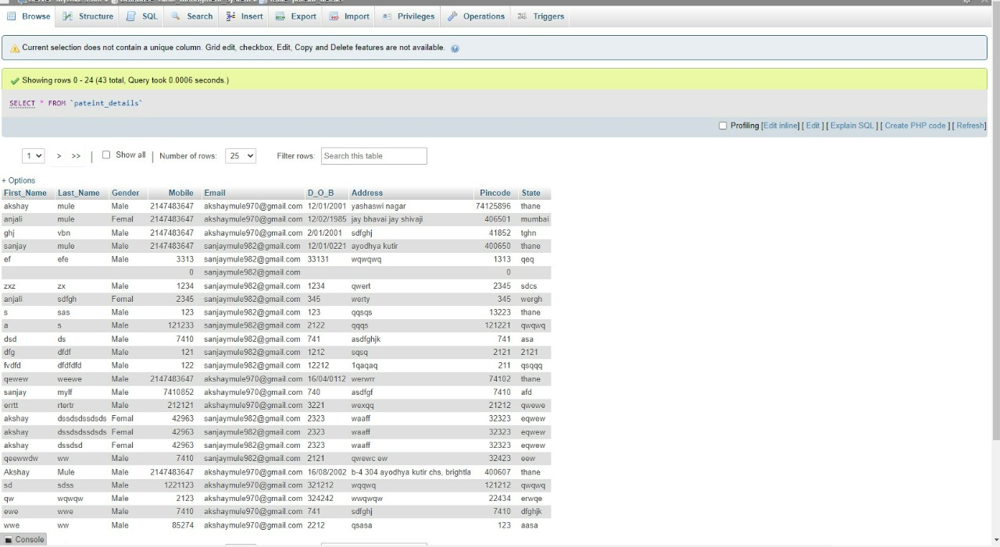 Browse Structure SQL Search Insert Export Import Privileges Operations Triggers
Current selection does not contain a unique column. Grid edit, checkbox, Edit, Copy and Delete features are not available.
Showing rows 0 - 24 (43 total, Query took 0.0006 seconds.)
SELECT * FROM `pateint_details`
Profiling [Edit inline] [ Edit ] [ Explain SQL ] [ Create PHP code ] [ Refresh]
1 > >> | Show all | Number of rows: 25 Filter rows: Search this table
+ Options
First_Name Last_Name Gender Mobile Email D_O_B Address Pincode State
akshay mule Male 2147483647 akshaymule970@gmail.com 12/01/2001 yashaswi nagar 74125896 thane
anjali mule Femal 2147483647 akshaymule970@gmail.com 12/02/1985 jay bhavai jay shivaji 406501 mumbai
ghj vbn Male 2147483647 akshaymule970@gmail.com 2/01/2001 sdfghj 41852 tghn
sanjay mule Male 2147483647 sanjaymule982@gmail.com 12/01/0221 ayodhya kutir 400650 thane
ef efe Male 3313 sanjaymule982@gmail.com 33131 wqwqwq 1313 qeq
0 sanjaymule982@gmail.com 0
zxz zx Male 1234 sanjaymule982@gmail.com 1234 qwert 2345 sdcs
anjali sdfgh Femal 2345 sanjaymule982@gmail.com 345 werty 345 wergh
s sas Male 123 sanjaymule982@gmail.com 123 qqsqs 13223 thane
a s Male 121233 sanjaymule982@gmail.com 2122 qqqs 121221 qwqwq
dsd ds Male 7410 sanjaymule982@gmail.com 741 asdfghjk 741 asa
dfg dfdf Male 121 sanjaymule982@gmail.com 1212 sqsq 2121 2121
fvdfd dfdfdfd Male 122 sanjaymule982@gmail.com 12212 1qaqaq 211 qsqqq
qewew weewe Male 2147483647 akshaymule970@gmail.com 16/04/0112 werwrr 74102 thane
sanjay mylf Male 7410852 akshaymule970@gmail.com 740 asdfgf 7410 afd
errtt rtertr Male 212121 akshaymule970@gmail.com 3221 wexqq 21212 qwewe
akshay dssdsdssdsds Femal 42963 sanjaymule982@gmail.com 2323 waaff 32323 eqwew
akshay dssdsdssdsds Femal 42963 sanjaymule982@gmail.com 2323 waaff 32323 eqwew
akshay dssdsd Femal 42963 sanjaymule982@gmail.com 2323 waaff 32323 eqwew
qeewwdw ww Male 7410 sanjaymule982@gmail.com 2121 qwewc ew 32423 eew
Akshay Mule Male 2147483647 akshaymule970@gmail.com 16/08/2002 b-4 304 ayodhya kutir chs, brightla 400607 thane
sd sdss Male 1221123 akshaymule970@gmail.com 321212 wqqwq 121212 qwqwq
qw wqwqw Male 2123 akshaymule970@gmail.com 324242 wwqwqw 22434 erwqe
ewe wwe Male 7410 akshaymule970@gmail.com 741 sdfghj 7410 dfghjk
wwe ww Male 85274 akshaymule970@gmail.com 2212 qsasa 123 aasa
Console